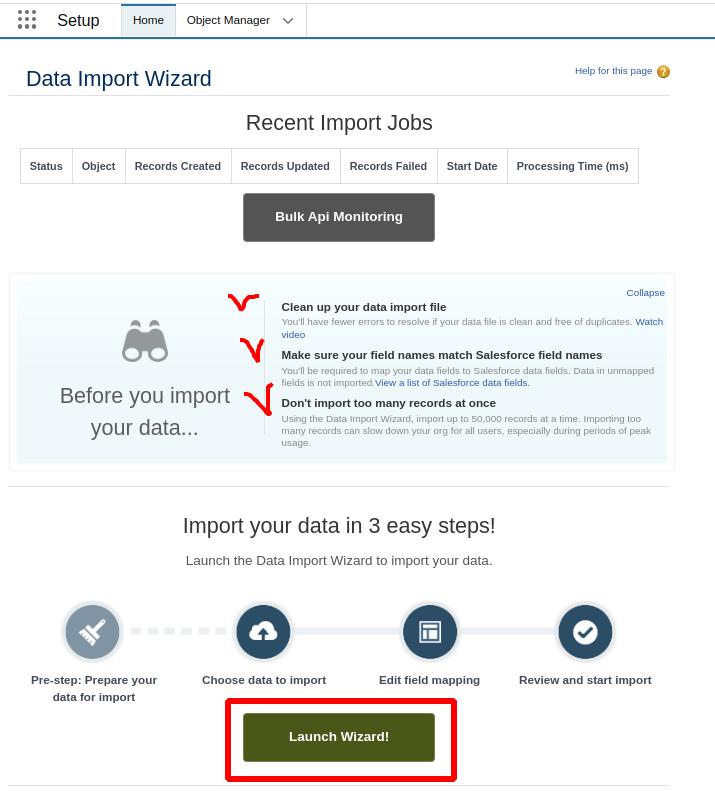 Setup Home Object Manager
Data Import Wizard
Help for this page ?
Recent Import Jobs
Status Object Records Created Records Updated Records Failed Start Date Processing Time (ms)
Bulk Api Monitoring
Collapse
Before you import
your data...
Clean up your data import file
You'll have fewer errors to resolve if your data file is clean and free of duplicates. Watch
video
Make sure your field names match Salesforce field names
You'll be required to map your data fields to Salesforce data fields. Data in unmapped
fields is not imported.View a list of Salesforce data fields.
Don't import too many records at once
Using the Data Import Wizard, import up to 50,000 records at a time. Importing too
many records can slow down your org for all users, especially during periods of peak
usage.
Import your data in 3 easy steps!
Launch the Data Import Wizard to import your data.
Pre-step: Prepare your
data for import
Choose data to import
Edit field mapping
Review and start import
Launch Wizard!